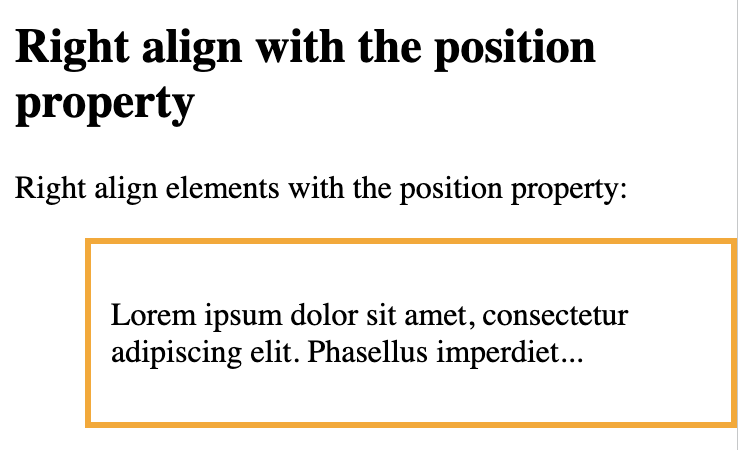 Right align with the position
property
Right align elements with the position property:
Lorem ipsum dolor sit amet, consectetur
adipiscing elit. Phasellus imperdiet...